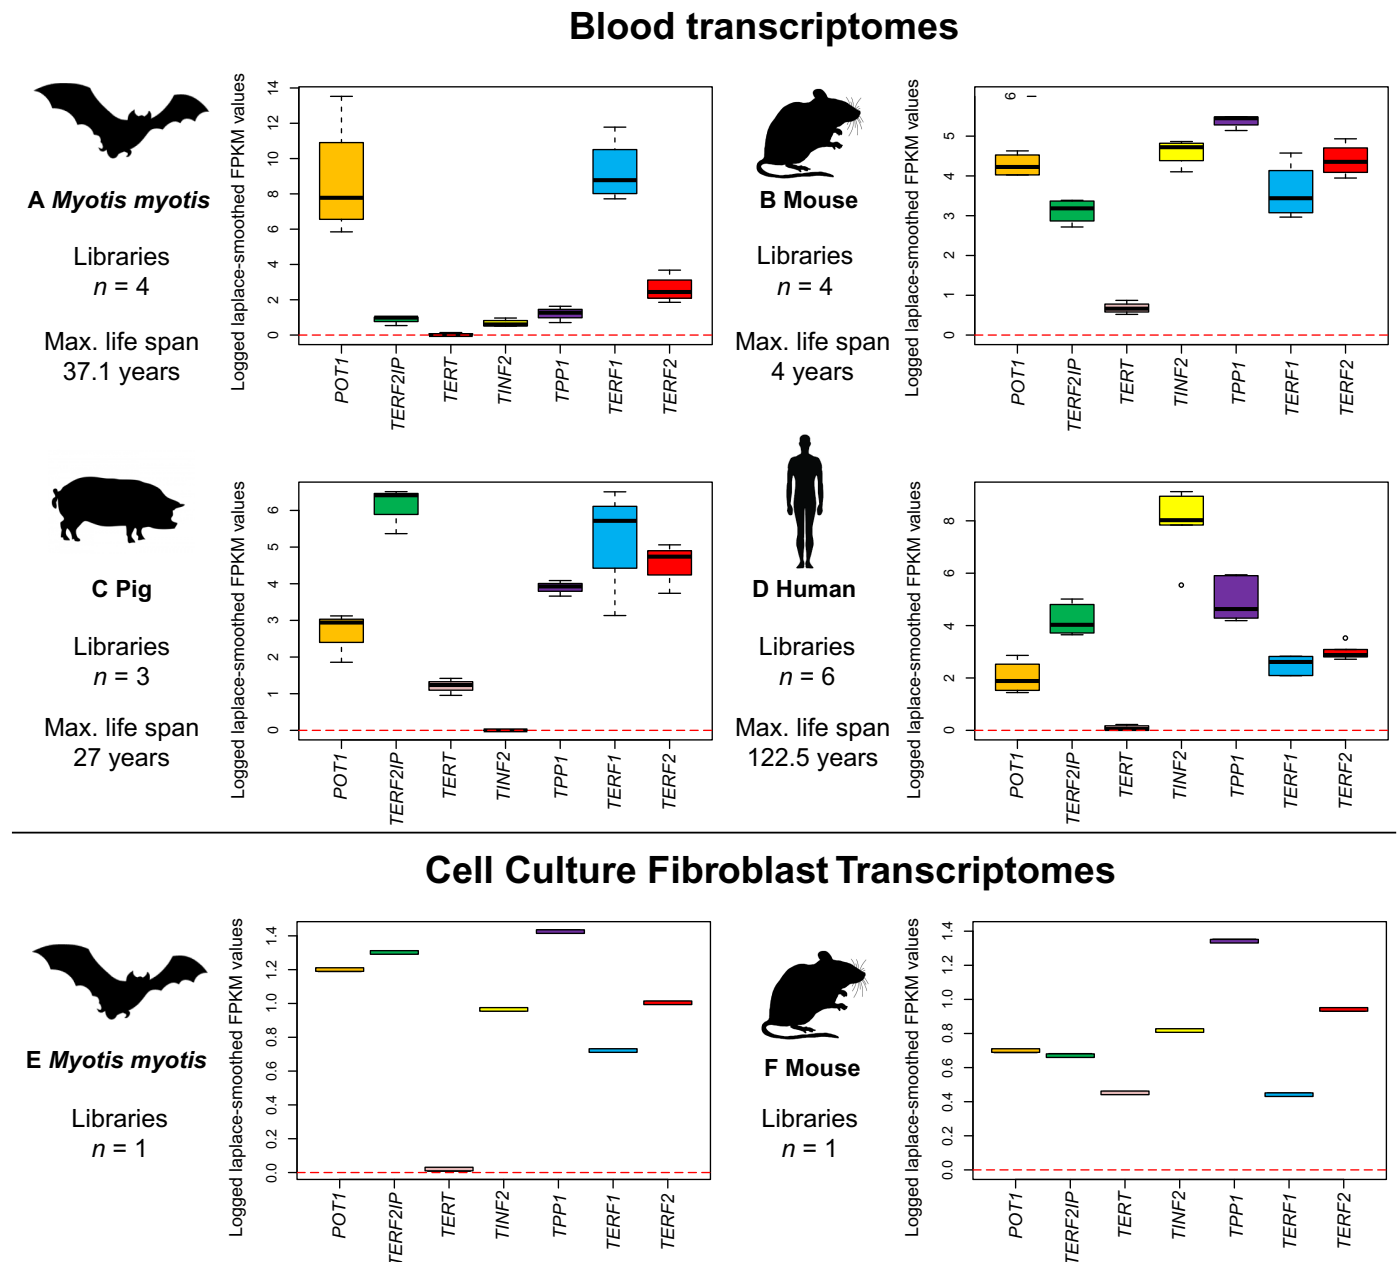 Blood transcriptomes
A Myotis myotis
Libraries
n = 4
Max. life span
37.1 years
Logged laplace-smoothed FPKM values
0
2
4
6
8
10
12
14
POT1
TERF2IP
TERT
TINF2
TPP1
TERF1
TERF2
B Mouse
Libraries
n = 4
Max. life span
4 years
Logged laplace-smoothed FPKM values
0
1
2
3
4
5
6
POT1
TERF2IP
TERT
TINF2
TPP1
TERF1
TERF2
C Pig
Libraries
n = 3
Max. life span
27 years
Logged laplace-smoothed FPKM values
0
1
2
3
4
5
6
POT1
TERF2IP
TERT
TINF2
TPP1
TERF1
TERF2
D Human
Libraries
n = 6
Max. life span
122.5 years
Logged laplace-smoothed FPKM values
0
2
4
6
8
POT1
TERF2IP
TERT
TINF2
TPP1
TERF1
TERF2
Cell Culture Fibroblast Transcriptomes
E Myotis myotis
Libraries
n = 1
Logged laplace-smoothed FPKM values
0.0
0.2
0.4
0.6
0.8
1.0
1.2
1.4
POT1
TERF2IP
TERT
TINF2
TPP1
TERF1
TERF2
F Mouse
Libraries
n = 1
Logged laplace-smoothed FPKM values
0.0
0.2
0.4
0.6
0.8
1.0
1.2
1.4
POT1
TERF2IP
TERT
TINF2
TPP1
TERF1
TERF2